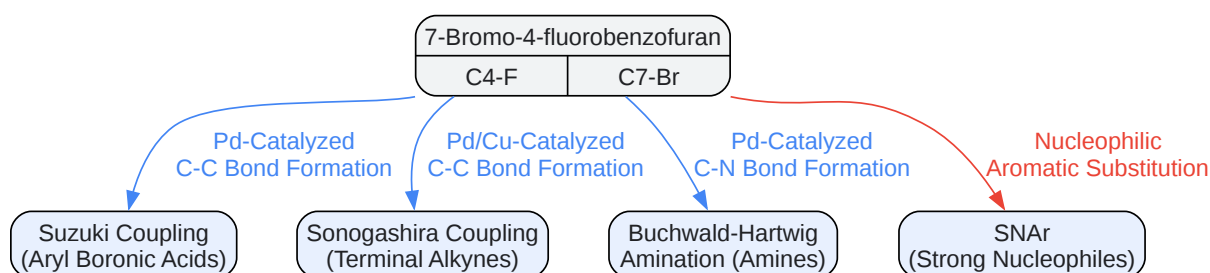 7-Bromo-4-fluorobenzofuran
C4-F
C7-Br
Pd-Catalyzed
C-C Bond Formation
Pd/Cu-Catalyzed
C-C Bond Formation
Pd-Catalyzed
C-N Bond Formation
Nucleophilic
Aromatic Substitution
Suzuki Coupling
(Aryl Boronic Acids)
Sonogashira Coupling
(Terminal Alkynes)
Buchwald-Hartwig
Amination (Amines)
SNAr
(Strong Nucleophiles)